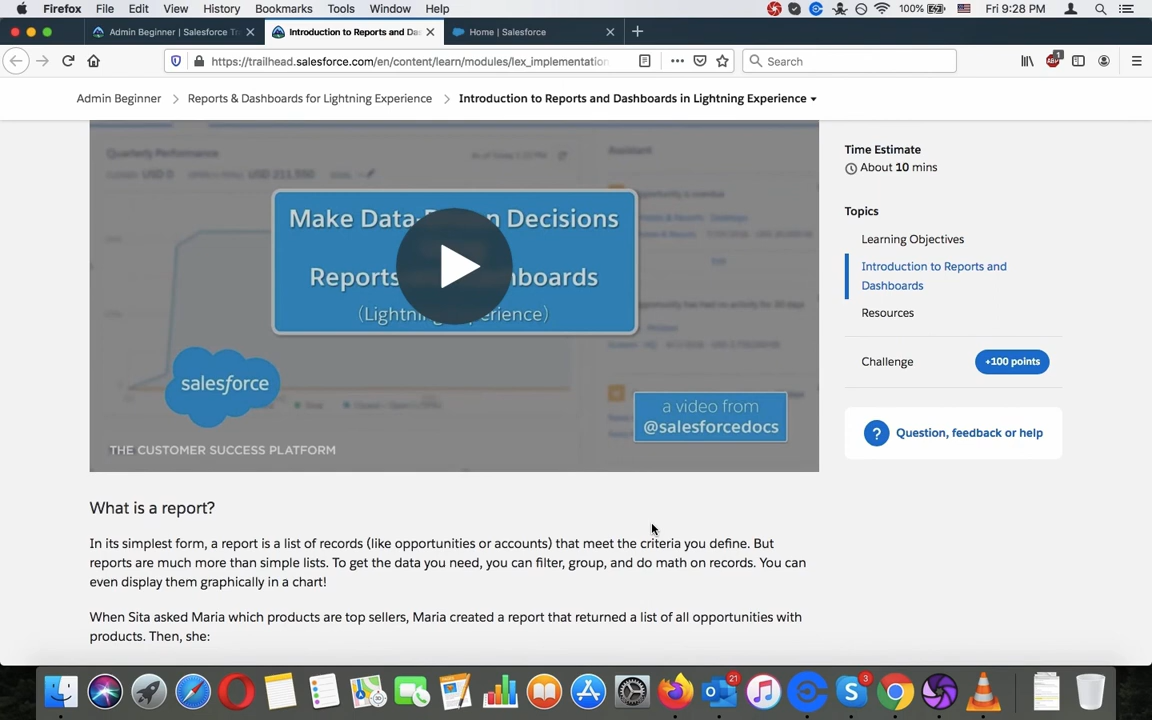 Firefox File Edit View History Bookmarks Tools Window Help 100% Fri 9:28 PM
Admin Beginner | Salesforce Tr
Introduction to Reports and Da
Home | Salesforce
https://trailhead.salesforce.com/en/content/learn/modules/lex_implementation
Search
1
Admin Beginner
Reports & Dashboards for Lightning Experience
Introduction to Reports and Dashboards in Lightning Experience
Quarterly Performance
Assistant
Make Data-D n Decisions
Reports boards
(Lightni erience)
salesforce
a video from
@salesforcedocs
THE CUSTOMER SUCCESS PLATFORM
Time Estimate
About 10 mins
Topics
Learning Objectives
Introduction to Reports and
Dashboards
Resources
Challenge
+100 points
? Question, feedback or help
What is a report?
In its simplest form, a report is a list of records (like opportunities or accounts) that meet the criteria you define. But
reports are much more than simple lists. To get the data you need, you can filter, group, and do math on records. You can
even display them graphically in a chart!
When Sita asked Maria which products are top sellers, Maria created a report that returned a list of all opportunities with
products. Then, she:
21
3